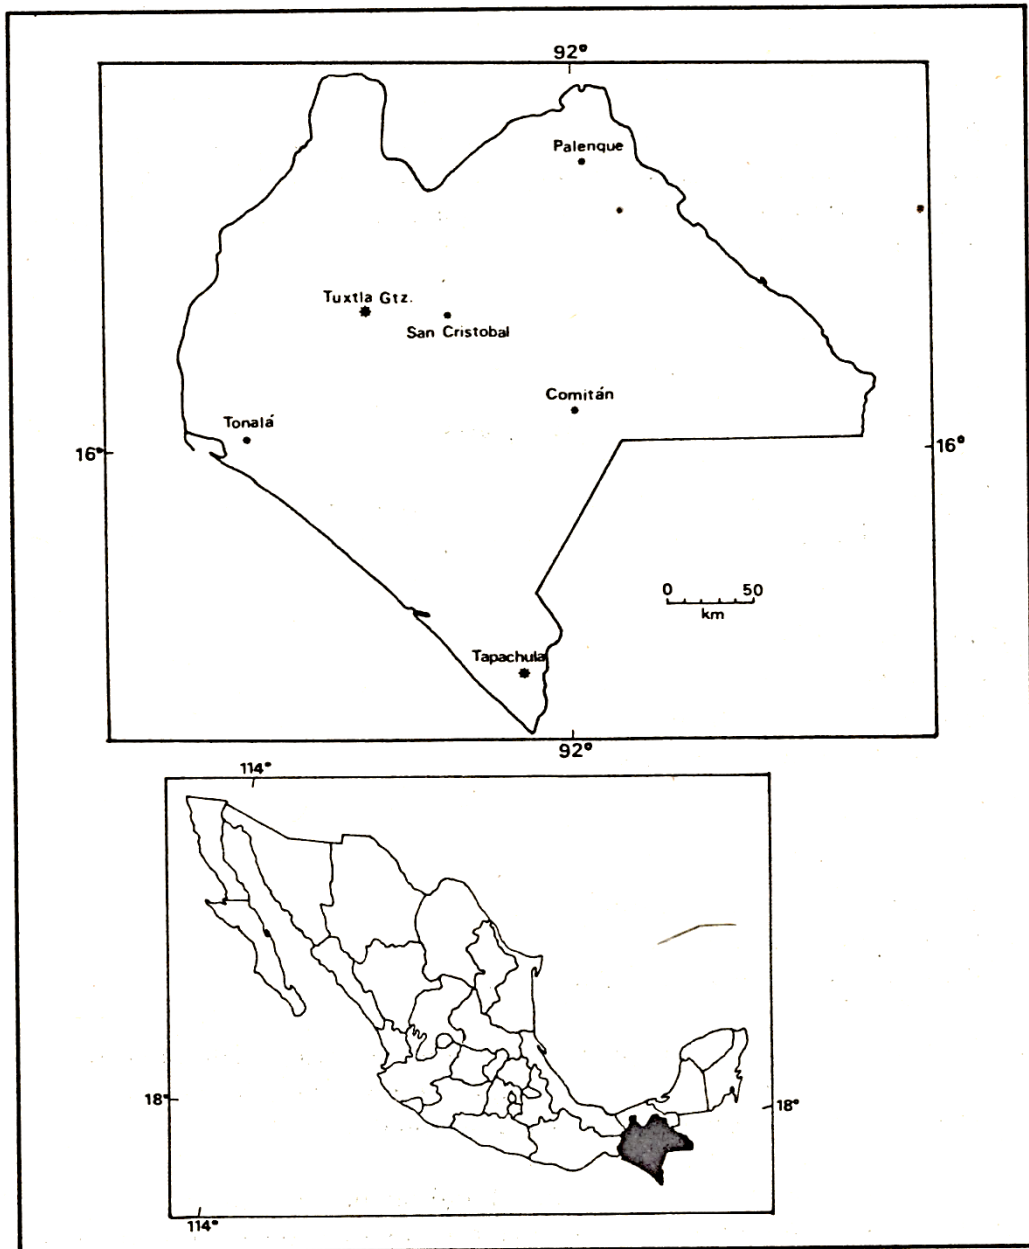 92°
Palenque
Tuxtla Gtz.
San Cristobal
Comitán
Tonalá
16°
16°
0 50
km
Tapachula
92°
114°
18°
18°
114°